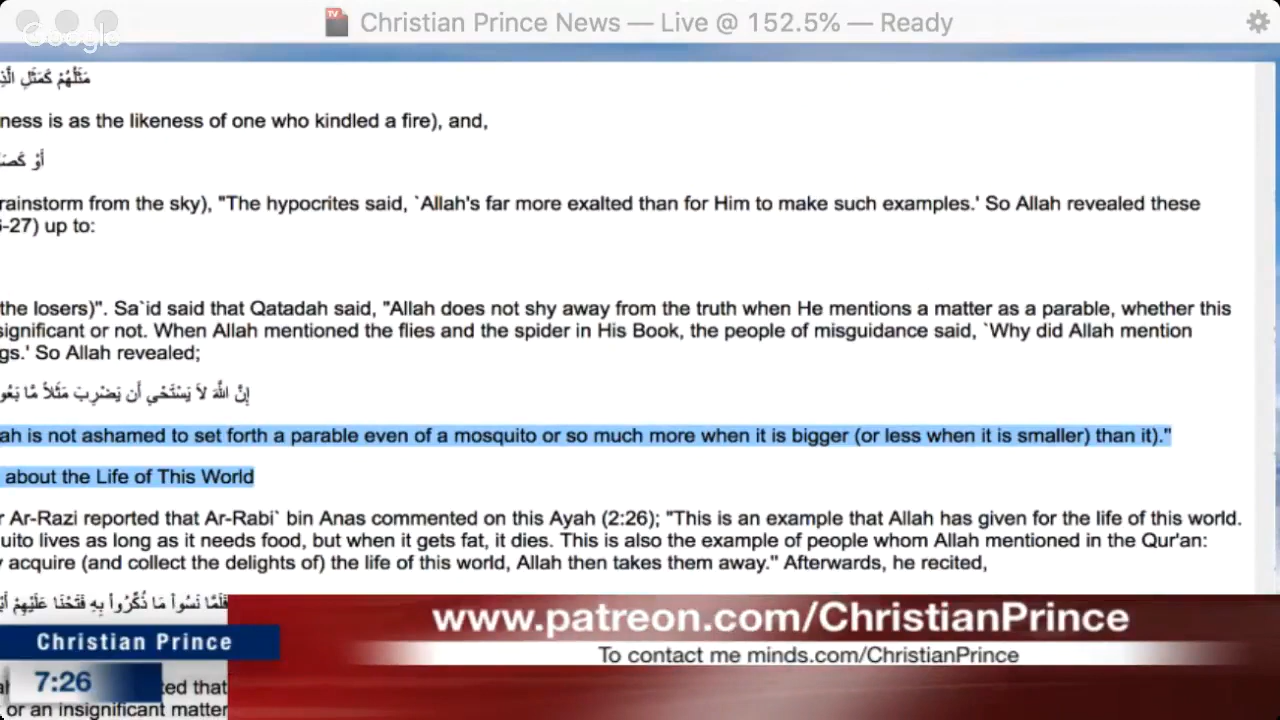 Google
Christian Prince News — Live @ 152.5% — Ready
مَثَلُهُمْ كَمَثَلِ
ness is as the likeness of one who kindled a fire), and,
أَوْ
rainstorm from the sky), "The hypocrites said, `Allah's far more exalted than for Him to make such examples.' So Allah revealed these
-27) up to:
the losers)". Sa`id said that Qatadah said, "Allah does not shy away from the truth when He mentions a matter as a parable, whether this
significant or not. When Allah mentioned the flies and the spider in His Book, the people of misguidance said, `Why did Allah mention
gs.' So Allah revealed;
إِنَّ اللَّهَ لاَ يَسْتَحْىِ أَن يَضْرِبَ مَثَلاً مَّا
ah is not ashamed to set forth a parable even of a mosquito or so much more when it is bigger (or less when it is smaller) than it)."
about the Life of This World
r Ar-Razi reported that Ar-Rabi` bin Anas commented on this Ayah (2:26); "This is an example that Allah has given for the life of this world.
uito lives as long as it needs food, but when it gets fat, it dies. This is also the example of people whom Allah mentioned in the Qur'an:
y acquire (and collect the delights of) the life of this world, Allah then takes them away." Afterwards, he recited,
فَلَمَّا نَسُواْ مَا ذُكِّرُواْ بِهِ فَتَحْنَا عَلَيْهِمْ
www.patreon.com/ChristianPrince
Christian Prince
To contact me minds.com/ChristianPrince
7:26
ted that
or an insignificant matter